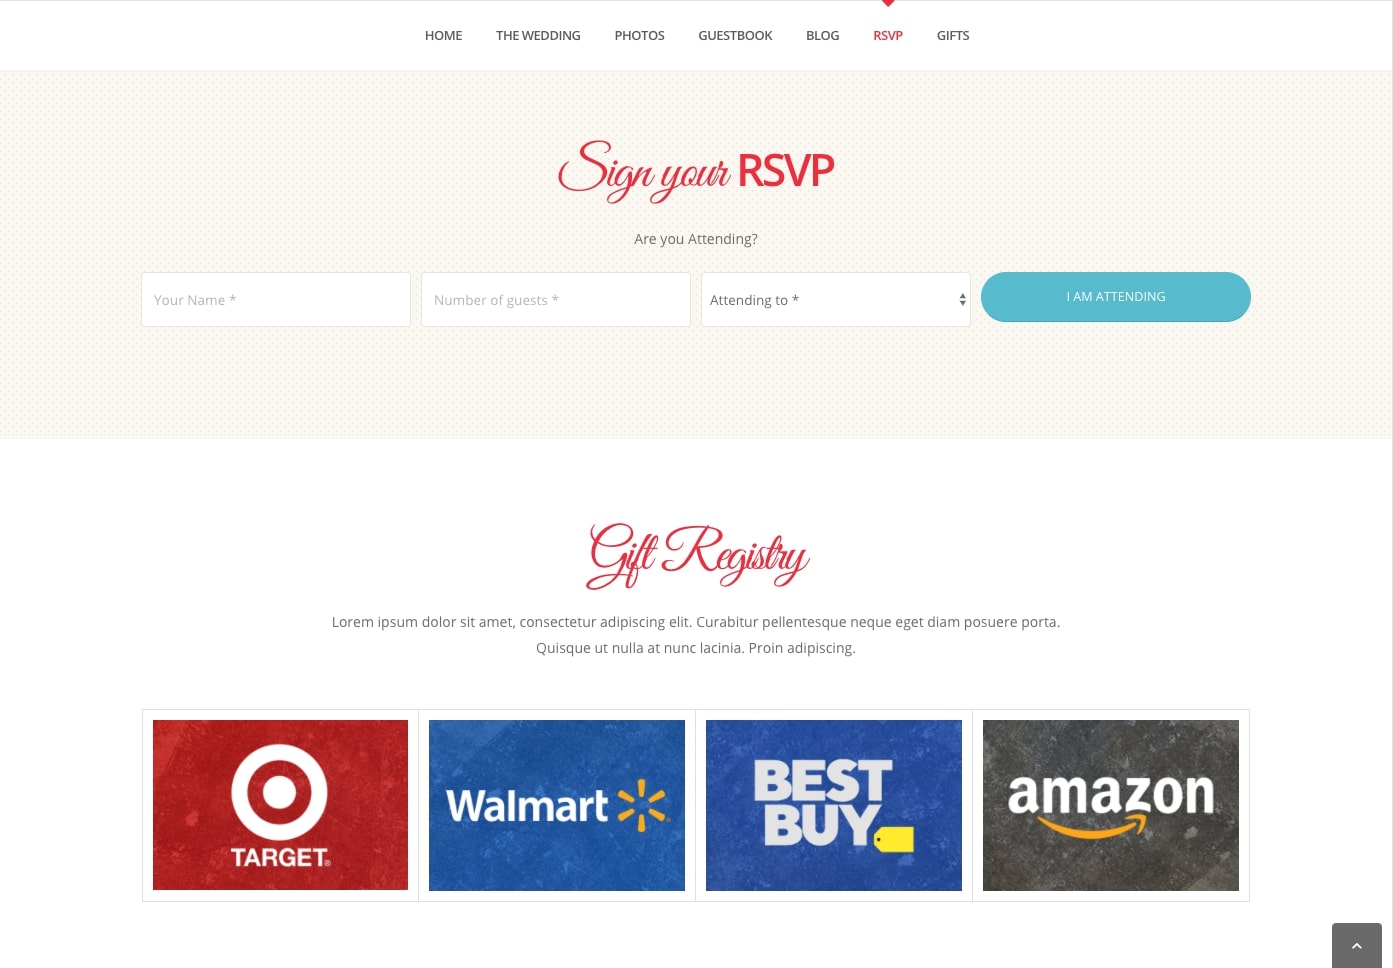 HOME THE WEDDING PHOTOS GUESTBOOK BLOG RSVP GIFTS
Sign your RSVP
Are you Attending?
Your Name * Number of guests * Attending to * I AM ATTENDING
Gift Registry
Lorem ipsum dolor sit amet, consectetur adipiscing elit. Curabitur pellentesque neque eget diam posuere porta.
Quisque ut nulla at nunc lacinia. Proin adipiscing.
TARGET®
Walmart
BEST
BUY
amazon